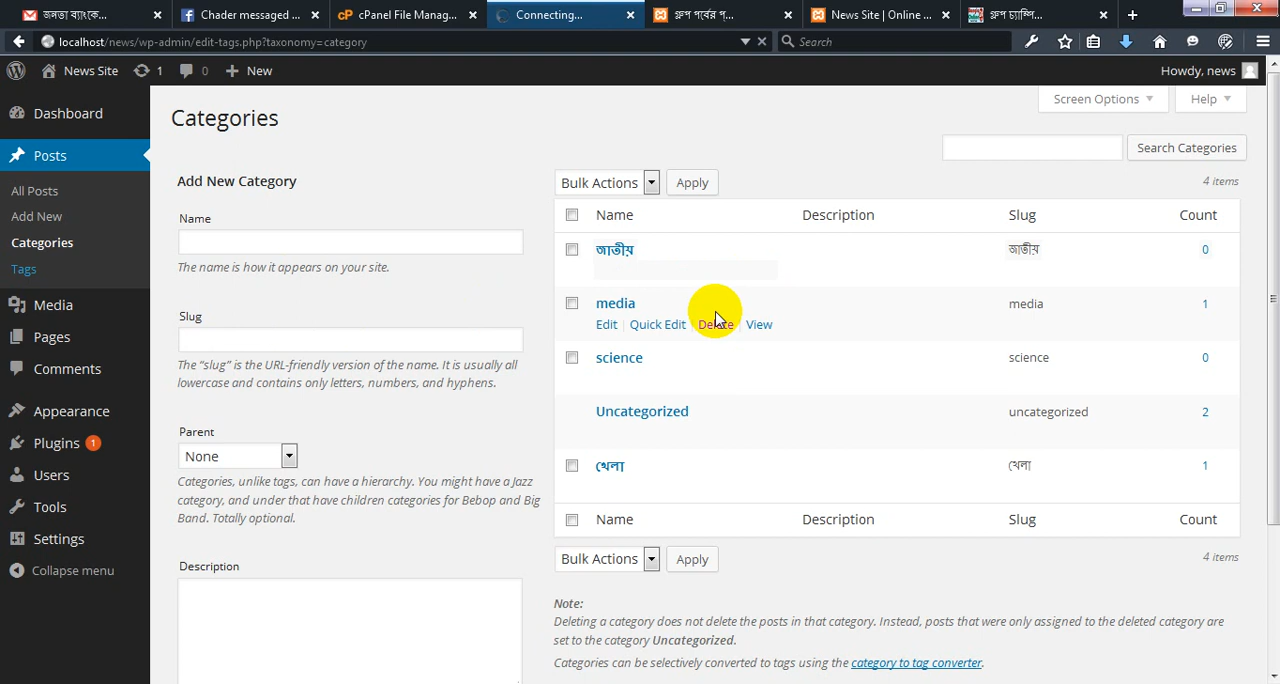 জনতা ব্যাংকে...
Chader messaged ...
cPanel File Manag...
Connecting...
গ্রুপ পর্বের প্...
News Site | Online ...
গ্রুপ চ্যাম্পি...
localhost/news/wp-admin/edit-tags.php?taxonomy=category
Search
News Site
1
0
New
Howdy, news
Dashboard
Posts
All Posts
Add New
Categories
Tags
Media
Pages
Comments
Appearance
Plugins 1
Users
Tools
Settings
Collapse menu
Screen Options
Help
Categories
Search Categories
Add New Category
Name
The name is how it appears on your site.
Slug
The “slug” is the URL-friendly version of the name. It is usually all
lowercase and contains only letters, numbers, and hyphens.
Parent
None
Categories, unlike tags, can have a hierarchy. You might have a Jazz
category, and under that have children categories for Bebop and Big
Band. Totally optional.
Description
Bulk Actions Apply 4 items
Name Description Slug Count
জাতীয় জাতীয় 0
media media 1
Edit | Quick Edit | Delete | View
science science 0
Uncategorized uncategorized 2
খেলা খেলা 1
Name Description Slug Count
Bulk Actions Apply 4 items
Note:
Deleting a category does not delete the posts in that category. Instead, posts that were only assigned to the deleted category are
set to the category Uncategorized.
Categories can be selectively converted to tags using the category to tag converter.